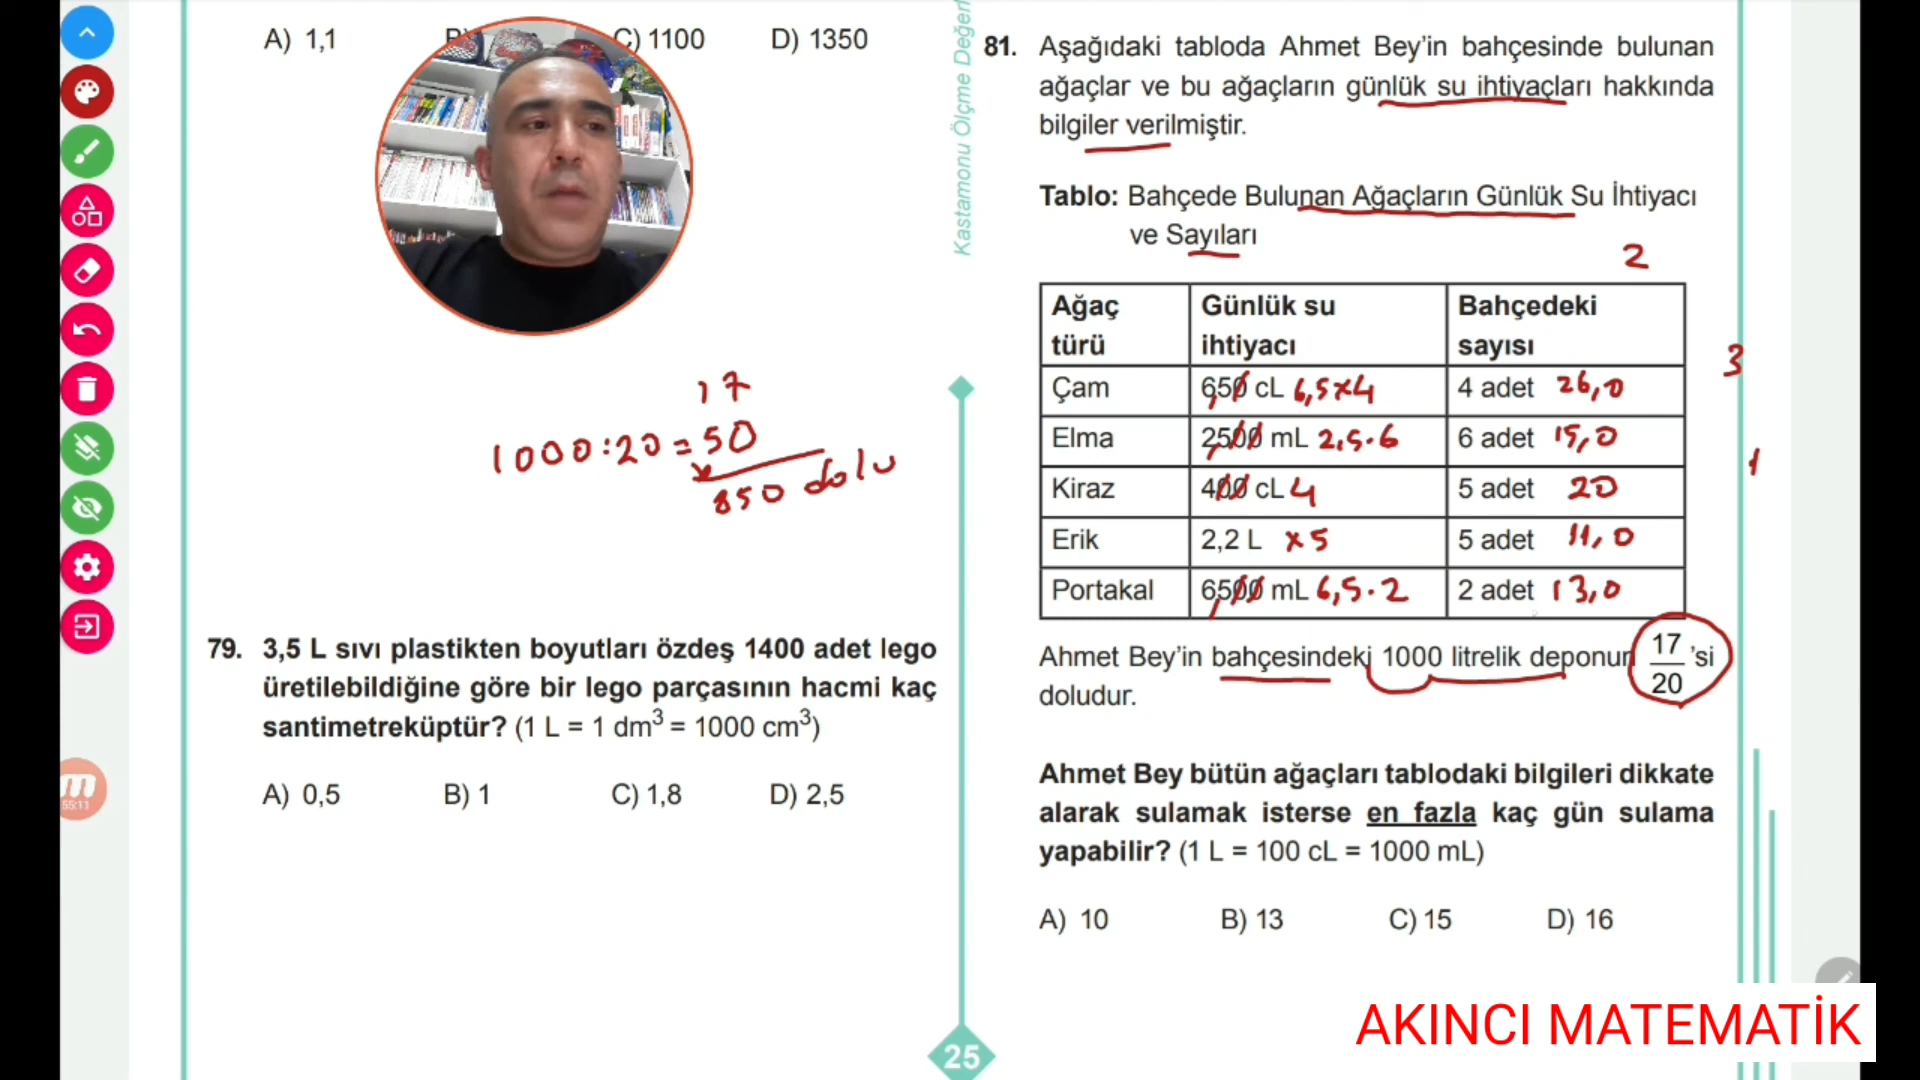 A) 1,1
C) 1100
D) 1350
1000:20=50
17
x
850 dolu
79. 3,5 L sıvı plastikten boyutları özdeş 1400 adet lego
üretilebildiğine göre bir lego parçasının hacmi kaç
santimetreküptür? (1 L = 1 dm³ = 1000 cm³)
A) 0,5
B) 1
C) 1,8
D) 2,5
Kastamonu Ölçme Değerl
25
81. Aşağıdaki tabloda Ahmet Bey'in bahçesinde bulunan
ağaçlar ve bu ağaçların günlük su ihtiyaçları hakkında
bilgiler verilmiştir.
Tablo: Bahçede Bulunan Ağaçların Günlük Su İhtiyacı
ve Sayıları
2
Ağaç türü Günlük su ihtiyacı Bahçedeki sayısı
3
Çam 650 cL 6,5x4 4 adet 26,0
Elma 2500 mL 2,5.6 6 adet 15,0
1
Kiraz 400 cL 4 5 adet 20
Erik 2,2 L x5 5 adet 11,0
Portakal 6500 mL 6,5.2 2 adet 13,0
Ahmet Bey'in bahçesindeki 1000 litrelik deponun 17/20 'si
doludur.
Ahmet Bey bütün ağaçları tablodaki bilgileri dikkate
alarak sulamak isterse en fazla kaç gün sulama
yapabilir? (1 L = 100 cL = 1000 mL)
A) 10
B) 13
C) 15
D) 16
55:11
AKINCI MATEMATİK